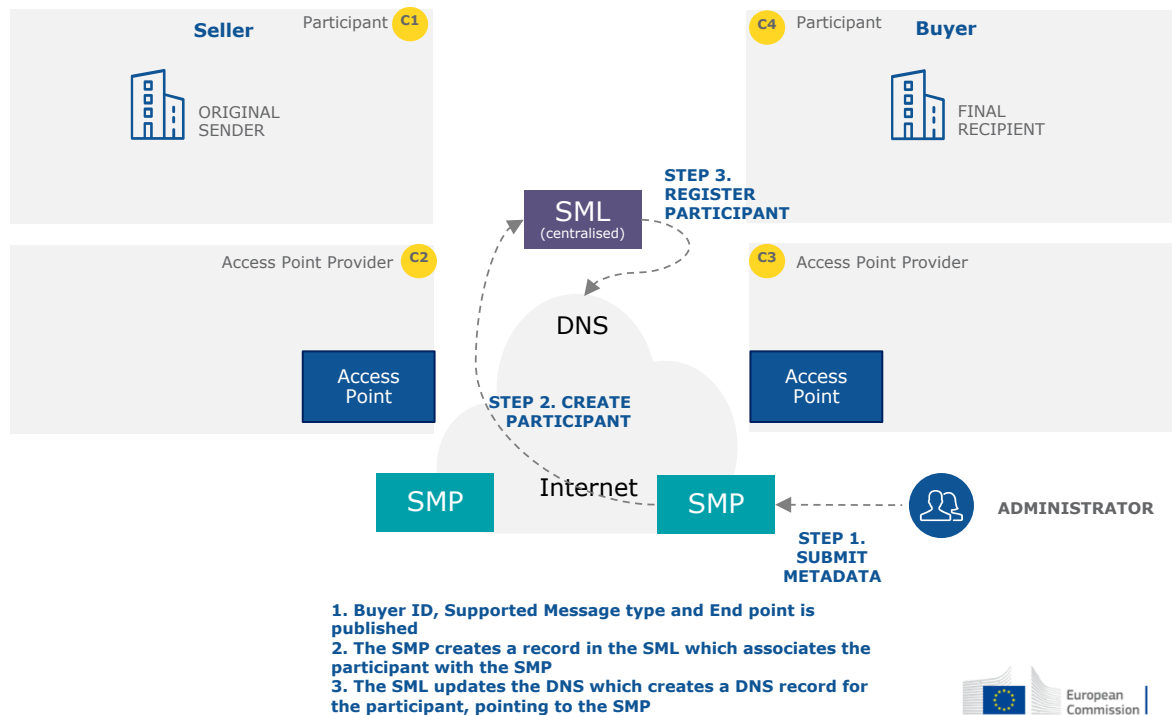 Seller
Participant
C1
ORIGINAL
SENDER
C4
Participant
Buyer
FINAL
RECIPIENT
STEP 3.
REGISTER
PARTICIPANT
SML
(centralised)
Access Point Provider
C2
C3
Access Point Provider
DNS
Access
Point
Access
Point
STEP 2. CREATE
PARTICIPANT
SMP
Internet
SMP
ADMINISTRATOR
STEP 1.
SUBMIT
METADATA
1. Buyer ID, Supported Message type and End point is
published
2. The SMP creates a record in the SML which associates the
participant with the SMP
3. The SML updates the DNS which creates a DNS record for
the participant, pointing to the SMP
European
Commission